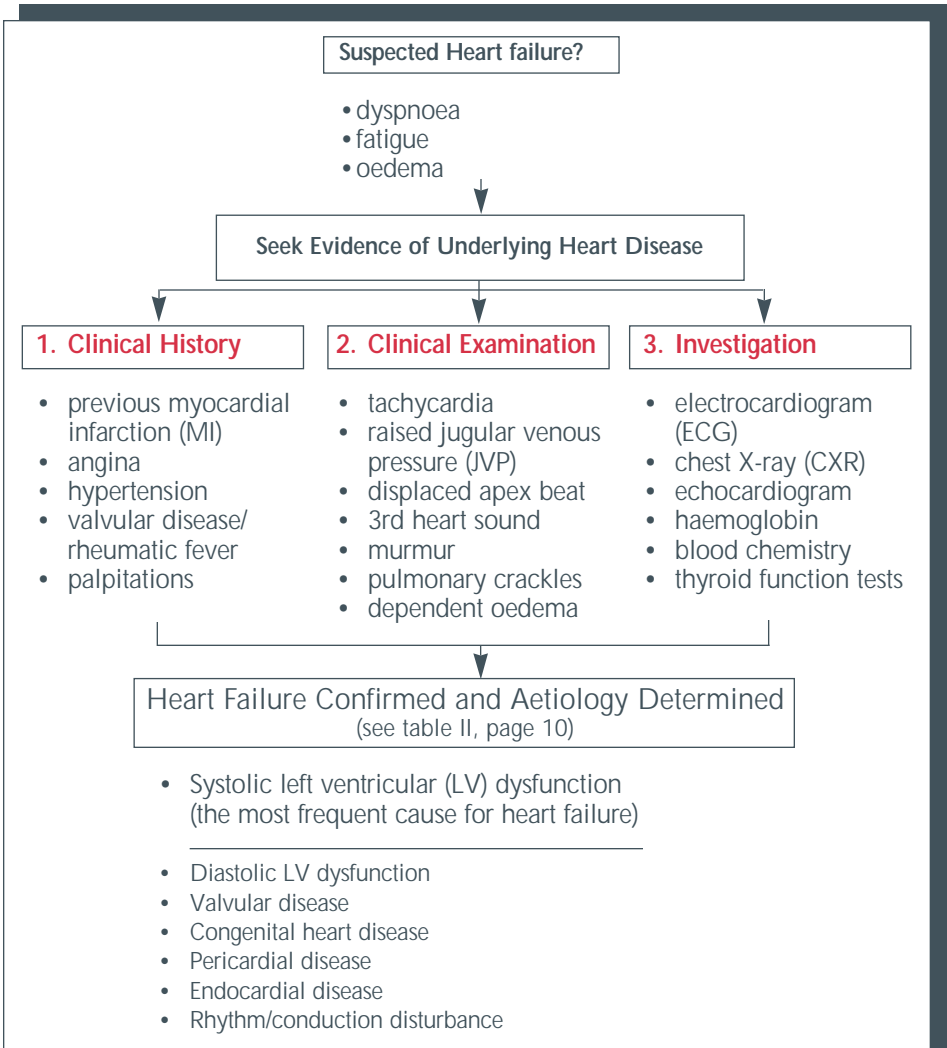 Suspected Heart failure?
• dyspnoea
• fatigue
• oedema
Seek Evidence of Underlying Heart Disease
1. Clinical History
• previous myocardial
infarction (MI)
• angina
• hypertension
• valvular disease/
rheumatic fever
• palpitations
2. Clinical Examination
• tachycardia
• raised jugular venous
pressure (JVP)
• displaced apex beat
• 3rd heart sound
• murmur
• pulmonary crackles
• dependent oedema
3. Investigation
• electrocardiogram
(ECG)
• chest X-ray (CXR)
• echocardiogram
• haemoglobin
• blood chemistry
• thyroid function tests
Heart Failure Confirmed and Aetiology Determined
(see table II, page 10)
• Systolic left ventricular (LV) dysfunction
(the most frequent cause for heart failure)
• Diastolic LV dysfunction
• Valvular disease
• Congenital heart disease
• Pericardial disease
• Endocardial disease
• Rhythm/conduction disturbance